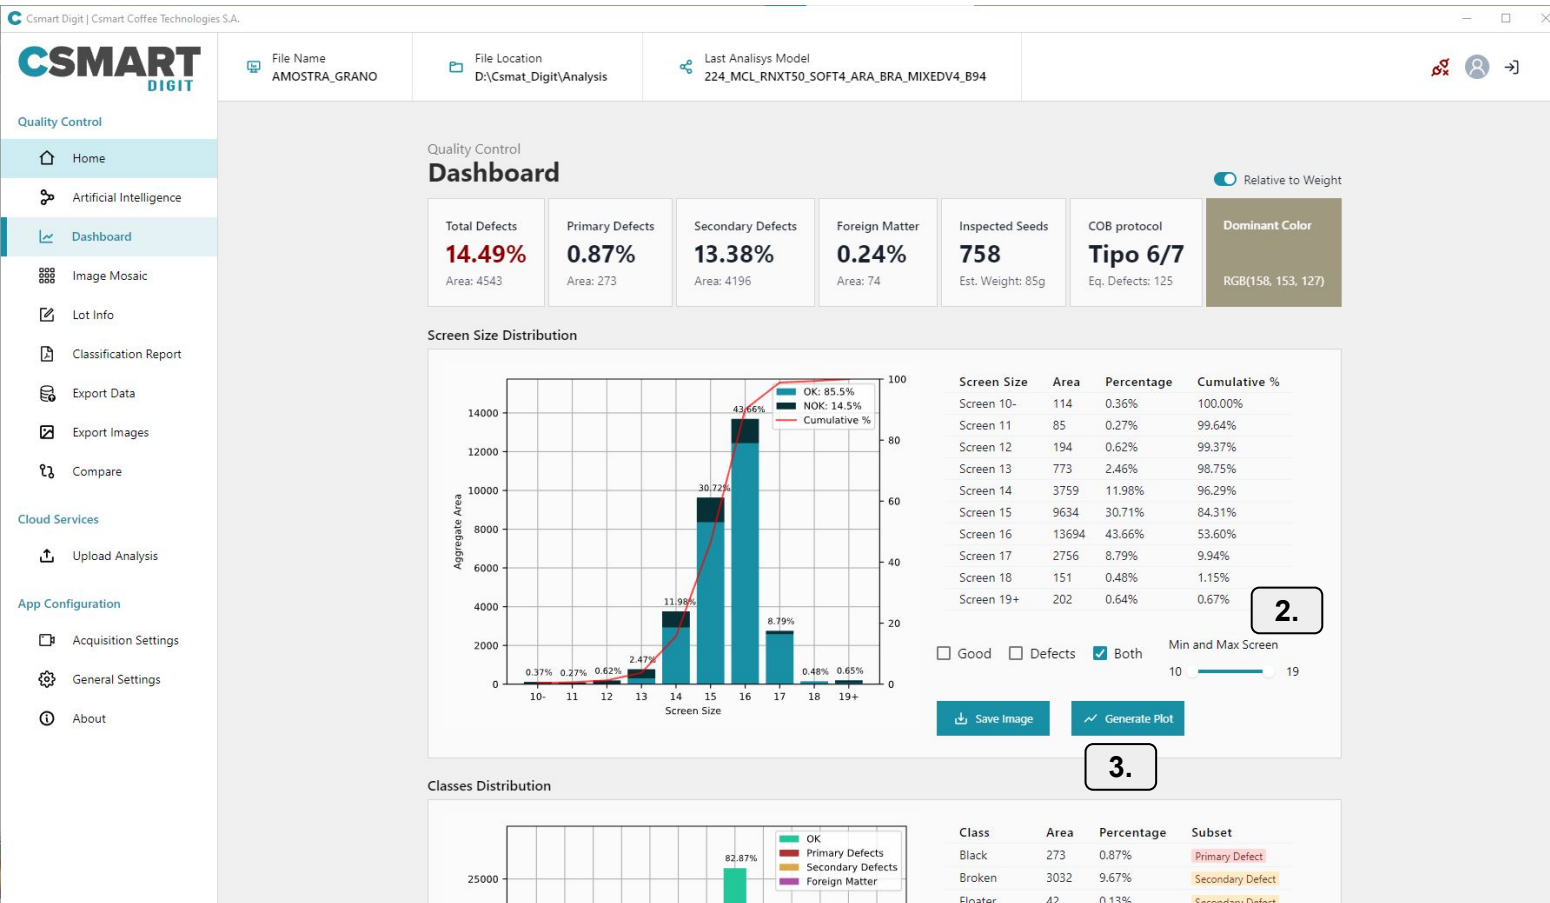 Csmart Digit | Csmart Coffee Technologies S.A.
CSMART
DIGIT
File Name
AMOSTRA_GRANO
File Location
D:\Csmat_Digit\Analysis
Last Analisys Model
224_MCL_RNXT50_SOFT4_ARA_BRA_MIXEDV4_B94
Quality Control
Home
Artificial Intelligence
Dashboard
Image Mosaic
Lot Info
Classification Report
Export Data
Export Images
Compare
Cloud Services
Upload Analysis
App Configuration
Acquisition Settings
General Settings
About
Quality Control
Dashboard
Relative to Weight
Total Defects
14.49%
Area: 4543
Primary Defects
0.87%
Area: 273
Secondary Defects
13.38%
Area: 4196
Foreign Matter
0.24%
Area: 74
Inspected Seeds
758
Est. Weight: 85g
COB protocol
Tipo 6/7
Eq. Defects: 125
Dominant Color
RGB(158, 153, 127)
Screen Size Distribution
OK: 85.5%
NOK: 14.5%
Cumulative %
Aggregate Area
14000
12000
10000
8000
6000
4000
2000
0
100
80
60
40
20
0
0.37%
0.27%
0.62%
2.47%
11.98%
30.72%
43.66%
8.79%
0.48%
0.65%
10- 11 12 13 14 15 16 17 18 19+
Screen Size
Screen Size Area Percentage Cumulative %
Screen 10- 114 0.36% 100.00%
Screen 11 85 0.27% 99.64%
Screen 12 194 0.62% 99.37%
Screen 13 773 2.46% 98.75%
Screen 14 3759 11.98% 96.29%
Screen 15 9634 30.71% 84.31%
Screen 16 13694 43.66% 53.60%
Screen 17 2756 8.79% 9.94%
Screen 18 151 0.48% 1.15%
Screen 19+ 202 0.64% 0.67%
2.
Good Defects Both
Min and Max Screen
10 19
Save Image
Generate Plot
3.
Classes Distribution
OK
Primary Defects
Secondary Defects
Foreign Matter
82.87%
25000
Class Area Percentage Subset
Black 273 0.87% Primary Defect
Broken 3032 9.67% Secondary Defect
Floater 42 0.13% Secondary Defect